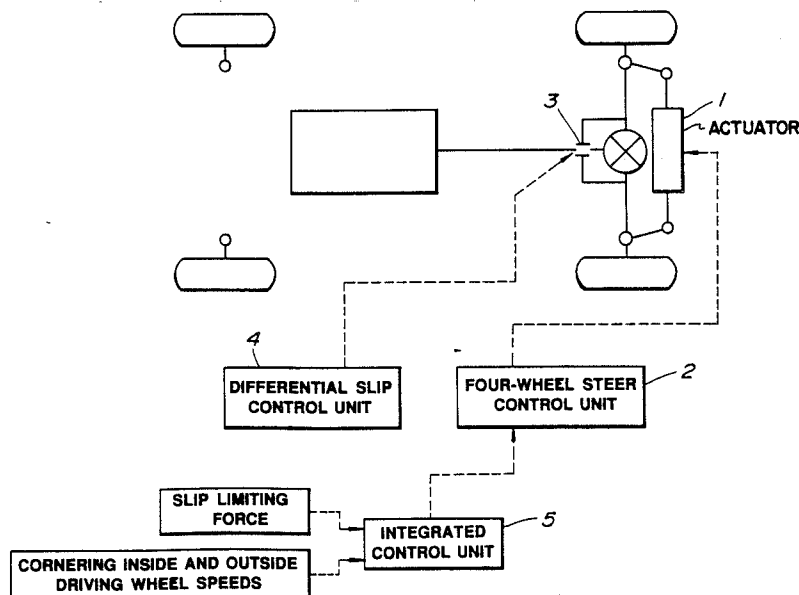 3
1
ACTUATOR
4
DIFFERENTIAL SLIP
CONTROL UNIT
FOUR-WHEEL STEER
CONTROL UNIT
2
SLIP LIMITING
FORCE
INTEGRATED
CONTROL UNIT
5
CORNERING INSIDE AND OUTSIDE
DRIVING WHEEL SPEEDS